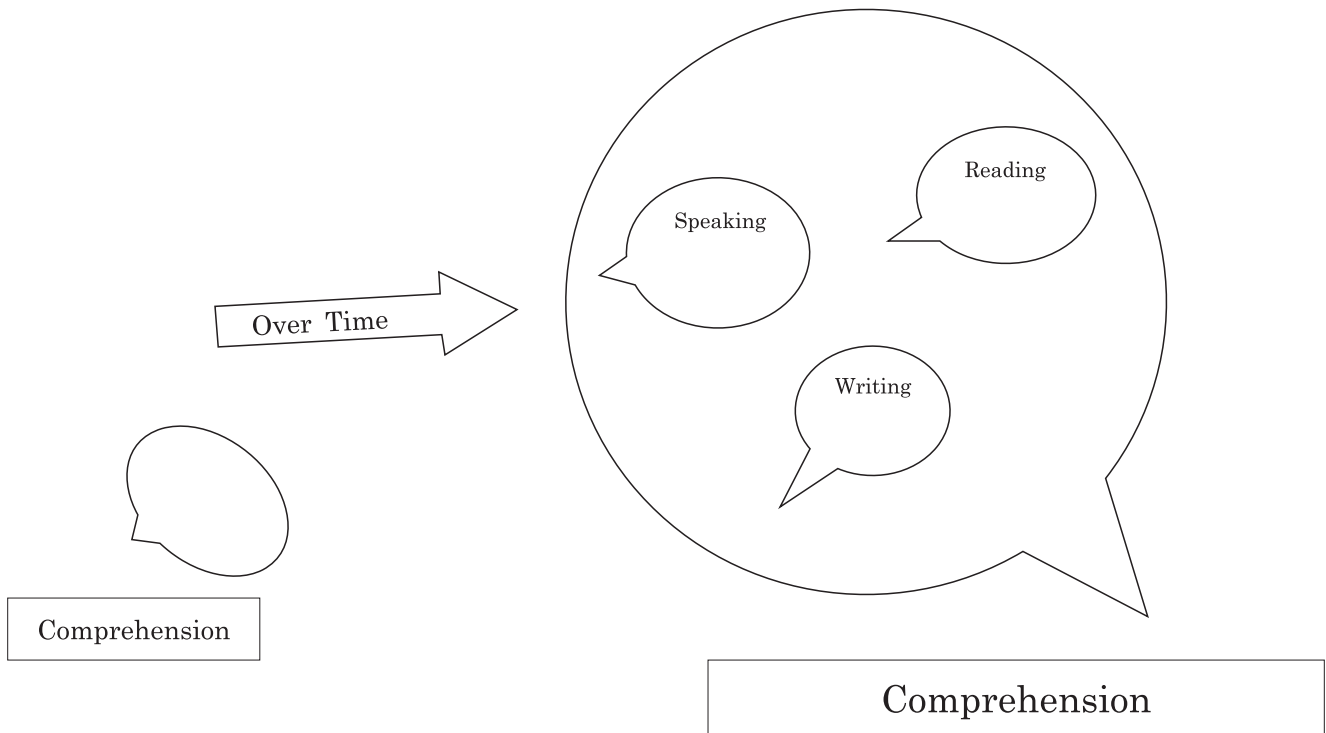 Reading
Speaking
Over Time
Writing
Comprehension
Comprehension